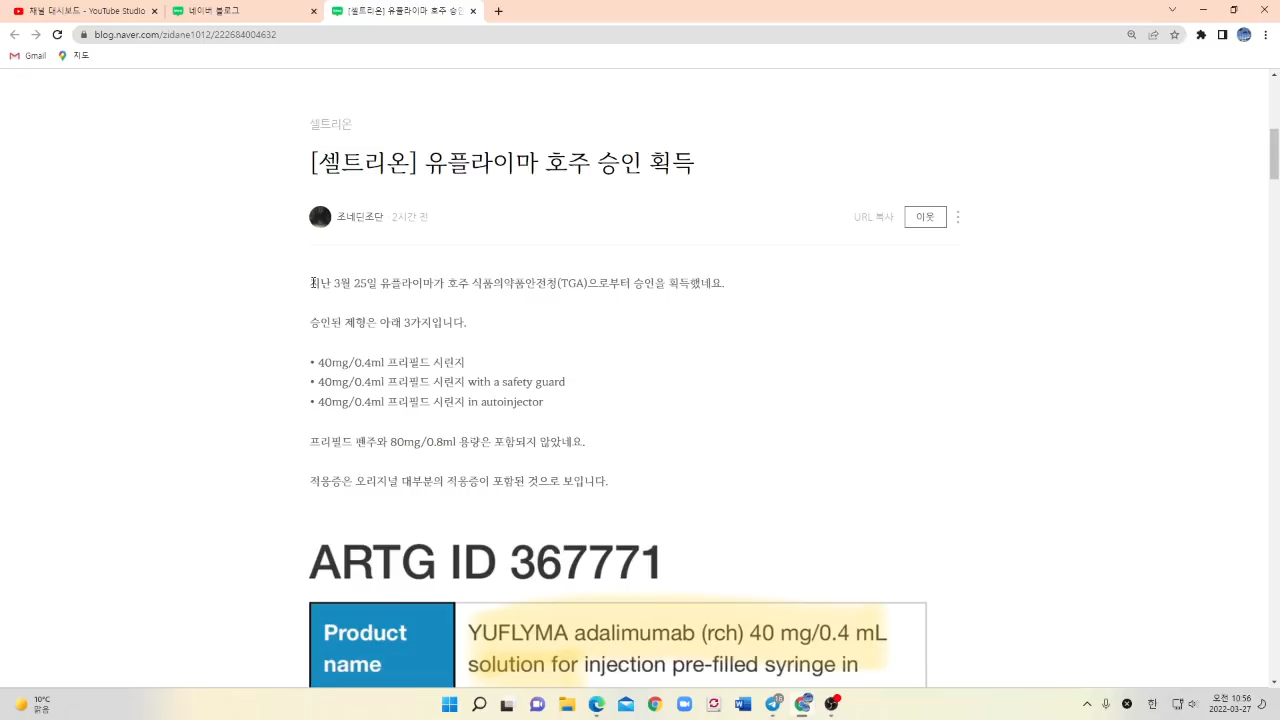 채널 대시보드 - YouTube Studio
네이버 블로그
[셀트리온] 유플라이마 호주 승인
blog.naver.com/zidane1012/222684004632
Gmail
지도
셀트리온
[셀트리온] 유플라이마 호주 승인 획득
조네딘조단 · 2시간 전
URL 복사
이웃
지난 3월 25일 유플라이마가 호주 식품의약품안전청(TGA)으로부터 승인을 획득했네요.
승인된 제형은 아래 3가지입니다.
• 40mg/0.4ml 프리필드 시린지
• 40mg/0.4ml 프리필드 시린지 with a safety guard
• 40mg/0.4ml 프리필드 시린지 in autoinjector
프리필드 펜주와 80mg/0.8ml 용량은 포함되지 않았네요.
적응증은 오리지널 대부분의 적응증이 포함된 것으로 보입니다.
ARTG ID 367771
Product name
YUFLYMA adalimumab (rch) 40 mg/0.4 mL
solution for injection pre-filled syringe in
10°C
맑음
오전 10:56
2022-03-27